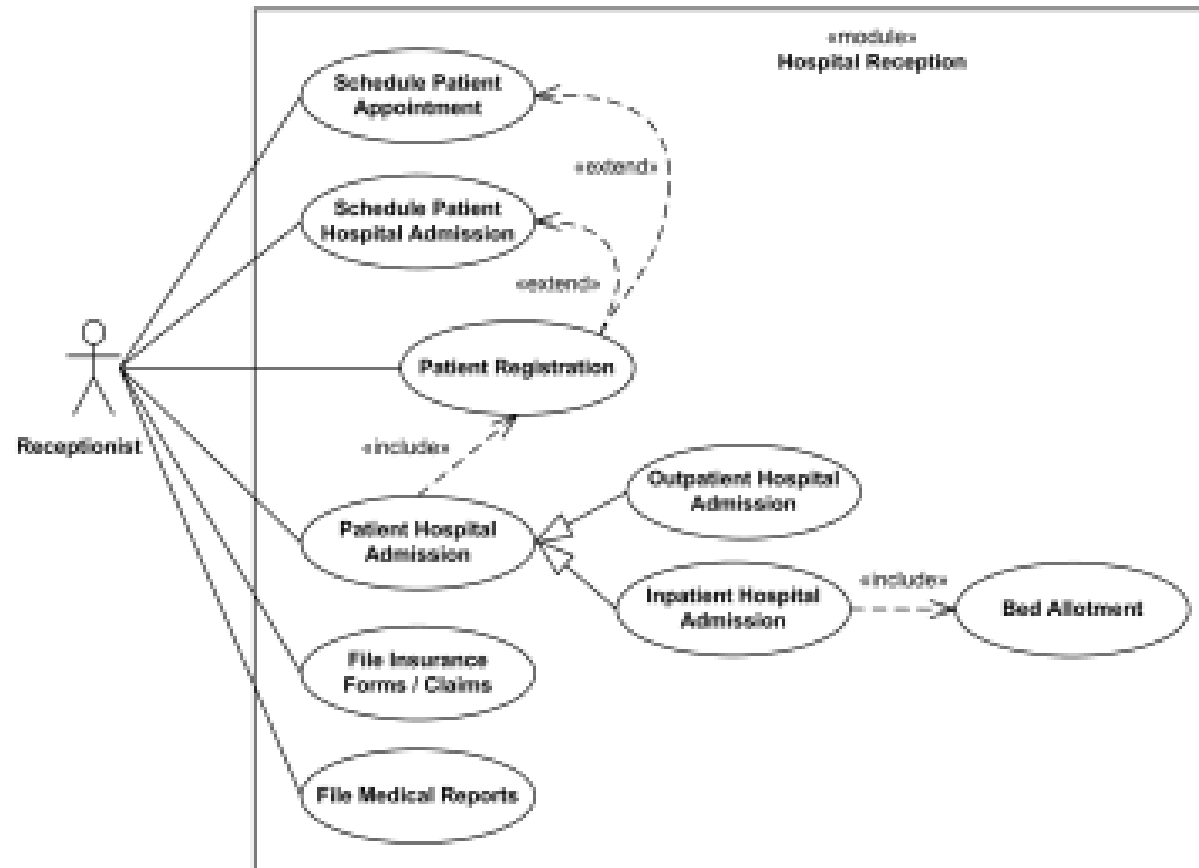 «module»
Hospital Reception
Schedule Patient
Appointment
«extend»
Schedule Patient
Hospital Admission
«extend»
Patient Registration
Receptionist
«include»
Outpatient Hospital
Admission
Patient Hospital
Admission
Inpatient Hospital
Admission
«include»
Bed Allotment
File Insurance
Forms / Claims
File Medical Reports